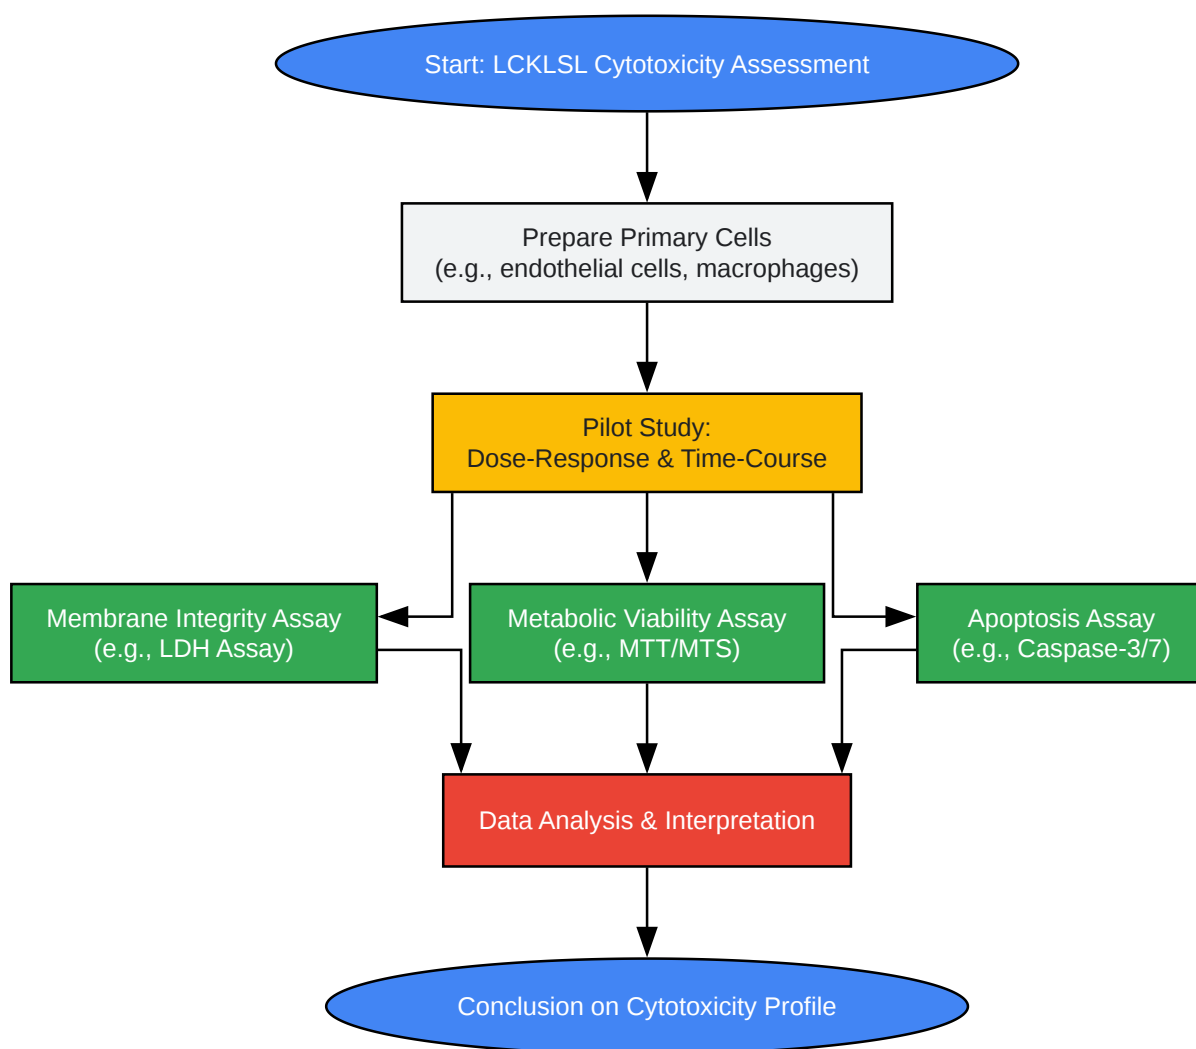 Start: LCKLSL Cytotoxicity Assessment
Prepare Primary Cells
(e.g., endothelial cells, macrophages)
Pilot Study:
Dose-Response & Time-Course
Membrane Integrity Assay
(e.g., LDH Assay)
Metabolic Viability Assay
(e.g., MTT/MTS)
Apoptosis Assay
(e.g., Caspase-3/7)
Data Analysis & Interpretation
Conclusion on Cytotoxicity Profile